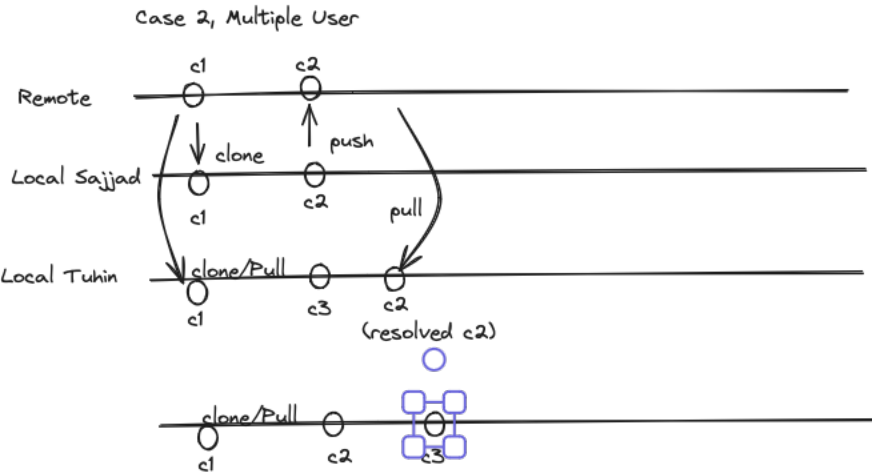 Case 2, Multiple User
c1
c2
Remote
clone
push
Local Sajjad
c1
c2
pull
Local Tuhin
clone/Pull
c1
c3
c2
(resolved c2)
clone/Pull
c1
c2
c3